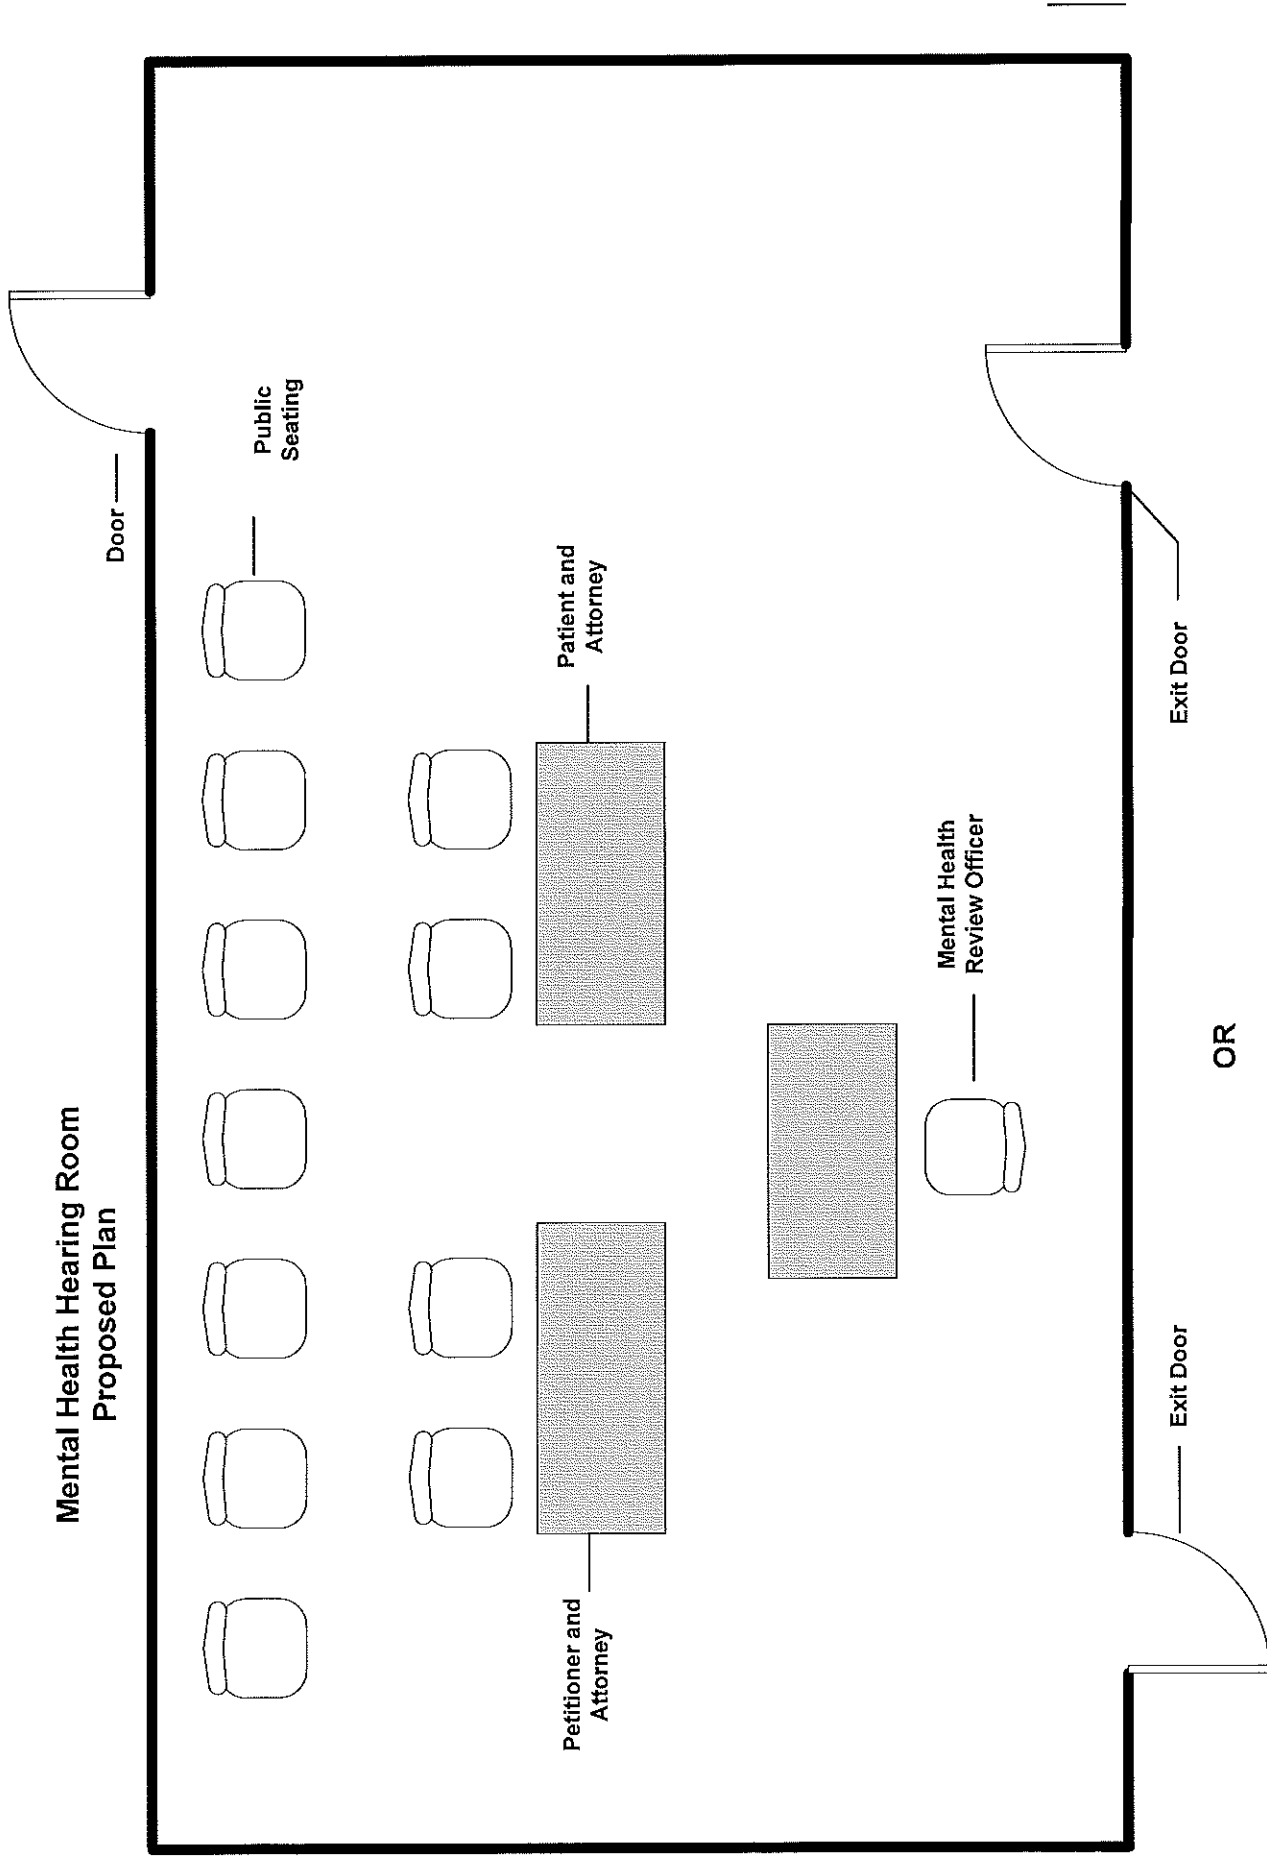 Mental Health Hearing Room
Proposed Plan
Door
Public
Seating
Petitioner and
Attorney
Patient and
Attorney
Mental Health
Review Officer
Exit Door
OR
Exit Door